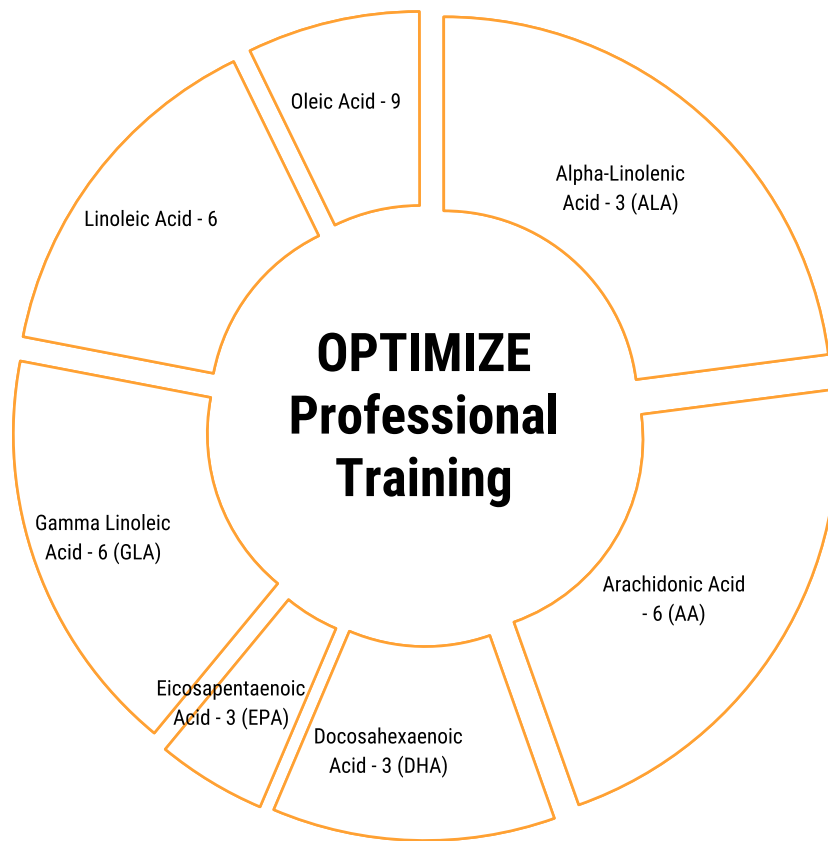 OPTIMIZE
Professional
Training
Oleic Acid - 9
Alpha-Linolenic
Acid - 3 (ALA)
Arachidonic Acid
- 6 (AA)
Docosahexaenoic
Acid - 3 (DHA)
Eicosapentaenoic
Acid - 3 (EPA)
Gamma Linoleic
Acid - 6 (GLA)
Linoleic Acid - 6